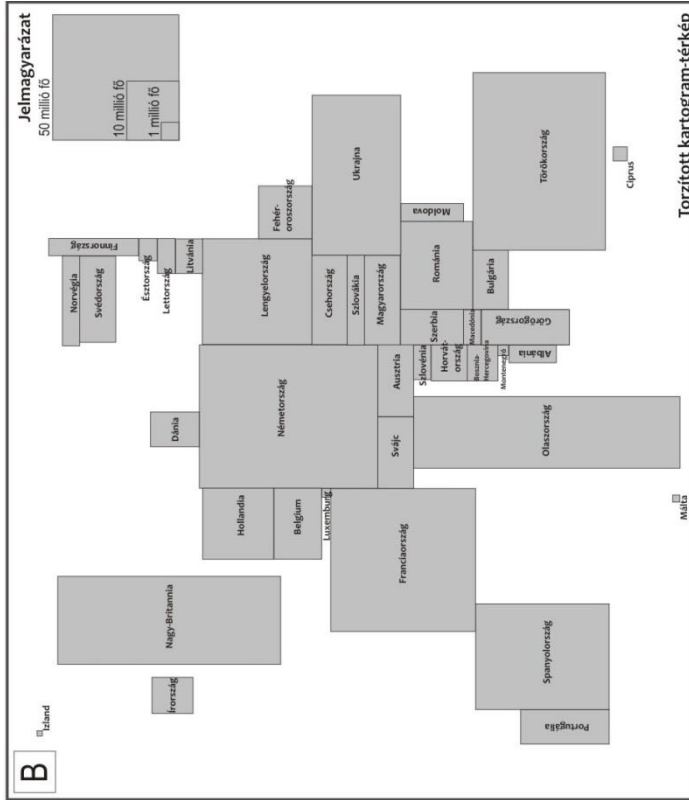 B
Jelmagyarázat
50 millió fő
10 millió fő
1 millió fő
Izland
Norvégia
Svédország
Finnország
Észtország
Lettország
Litvánia
Írország
Nagy-Britannia
Dánia
Hollandia
Belgium
Luxemburg
Németország
Lengyelország
Fehér-
oroszország
Csehország
Szlovákia
Magyarország
Ukrajna
Franciaország
Svájc
Ausztria
Szlovénia
Horvát-
ország
Bosznia-
Hercegovina
Montenegró
Albánia
Szerbia
Macedónia
Görögország
Románia
Moldova
Bulgária
Törökország
Ciprus
Portugália
Spanyolország
Olaszország
Málta
Torzított kartogram-térkép